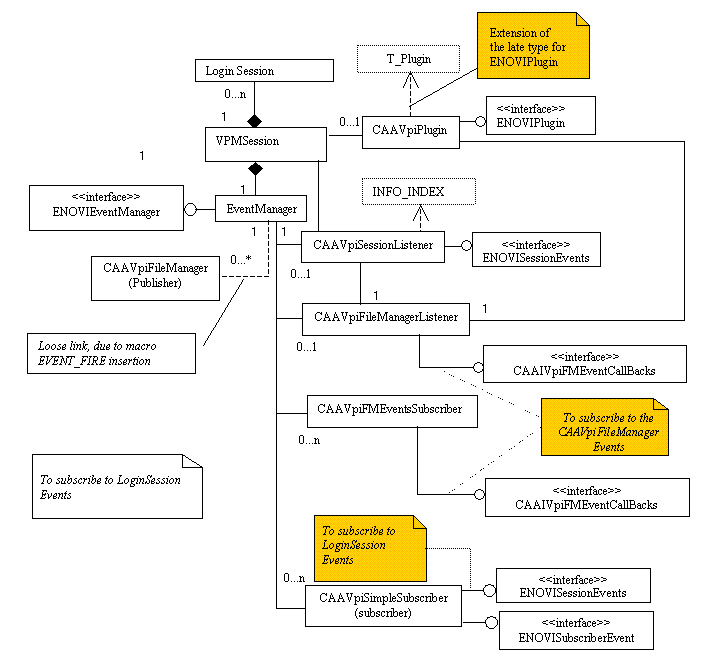 Extension of
the late type for
ENOVIPlugin
T_Plugin
Login Session
0...n
<<interface>>
ENOVIPlugin
1
0...1
CAAVpiPlugin
VPMSession
1
<<interface>>
ENOVIEventManager
1
EventManager
INFO_INDEX
1
1
0...*
CAAVpiSessionListener
<<interface>>
ENOVISessionEvents
CAAVpiFileManager
(Publisher)
0...1
1
1
CAAVpiFileManagerListener
Loose link, due to macro
EVENT_FIRE insertion
0...1
<<interface>>
CAAIVpiFMEventCallBacks
CAAVpiFMEventsSubscriber
0...n
To subscribe to the
CAAVpiFileManager
Events
To subscribe to LoginSession
Events
<<interface>>
CAAIVpiFMEventCallBacks
To subscribe to
LoginSession
Events
0...n
<<interface>>
ENOVISessionEvents
CAAVpiSimpleSubscriber
(subscriber)
<<interface>>
ENOVISubscriberEvent